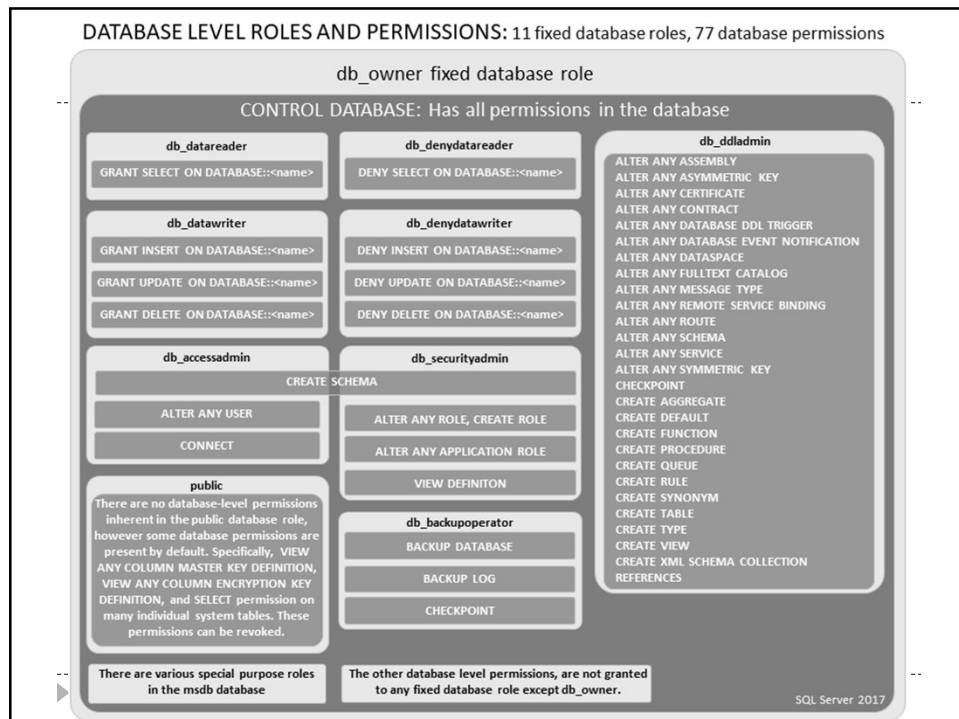 DATABASE LEVEL ROLES AND PERMISSIONS: 11 fixed database roles, 77 database permissions
db_owner fixed database role
CONTROL DATABASE: Has all permissions in the database
db_datareader
GRANT SELECT ON DATABASE::<name>
db_denydatareader
DENY SELECT ON DATABASE::<name>
db_datawriter
GRANT INSERT ON DATABASE::<name>
GRANT UPDATE ON DATABASE::<name>
GRANT DELETE ON DATABASE::<name>
db_denydatawriter
DENY INSERT ON DATABASE::<name>
DENY UPDATE ON DATABASE::<name>
DENY DELETE ON DATABASE::<name>
db_accessadmin
db_securityadmin
CREATE SCHEMA
ALTER ANY USER
CONNECT
ALTER ANY ROLE, CREATE ROLE
ALTER ANY APPLICATION ROLE
VIEW DEFINITON
public
There are no database-level permissions
inherent in the public database role,
however some database permissions are
present by default. Specifically, VIEW
ANY COLUMN MASTER KEY DEFINITION,
VIEW ANY COLUMN ENCRYPTION KEY
DEFINITION, and SELECT permission on
many individual system tables. These
permissions can be revoked.
db_backupoperator
BACKUP DATABASE
BACKUP LOG
CHECKPOINT
db_ddladmin
ALTER ANY ASSEMBLY
ALTER ANY ASYMMETRIC KEY
ALTER ANY CERTIFICATE
ALTER ANY CONTRACT
ALTER ANY DATABASE DDL TRIGGER
ALTER ANY DATABASE EVENT NOTIFICATION
ALTER ANY DATASPACE
ALTER ANY FULLTEXT CATALOG
ALTER ANY MESSAGE TYPE
ALTER ANY REMOTE SERVICE BINDING
ALTER ANY ROUTE
ALTER ANY SCHEMA
ALTER ANY SERVICE
ALTER ANY SYMMETRIC KEY
CHECKPOINT
CREATE AGGREGATE
CREATE DEFAULT
CREATE FUNCTION
CREATE PROCEDURE
CREATE QUEUE
CREATE RULE
CREATE SYNONYM
CREATE TABLE
CREATE TYPE
CREATE VIEW
CREATE XML SCHEMA COLLECTION
REFERENCES
There are various special purpose roles
in the msdb database
The other database level permissions, are not granted
to any fixed database role except db_owner.
SQL Server 2017